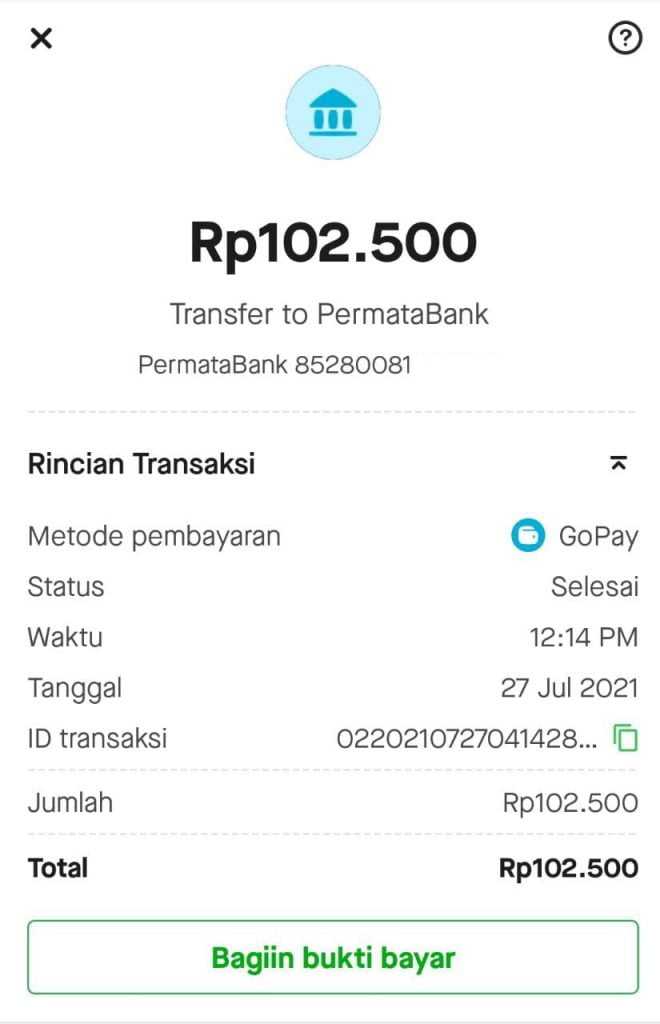 Rp102.500
Transfer to PermataBank
PermataBank 85280081
Rincian Transaksi
Metode pembayaran GoPay
Status Selesai
Waktu 12:14 PM
Tanggal 27 Jul 2021
ID transaksi 0220210727041428...
Jumlah Rp102.500
Total Rp102.500
Bagiin bukti bayar